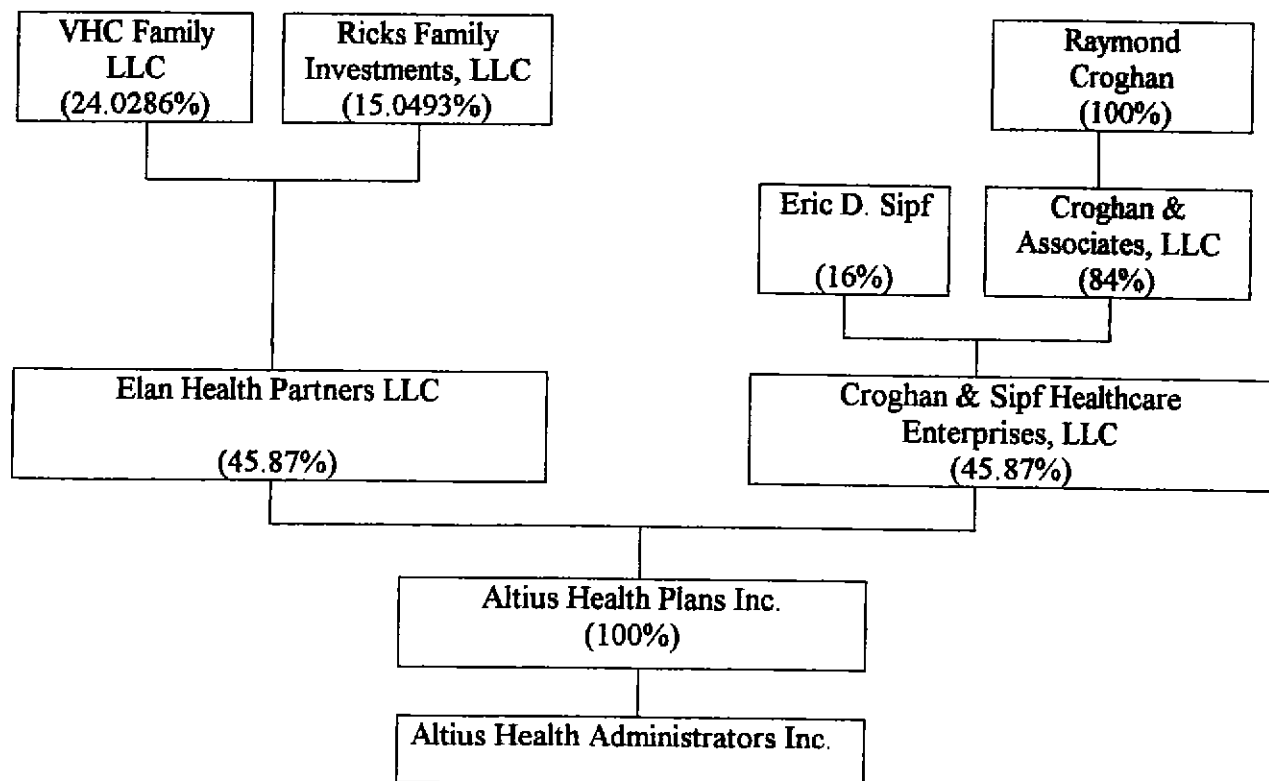 VHC Family
LLC
(24.0286%)
Ricks Family
Investments, LLC
(15.0493%)
Raymond
Croghan
(100%)
Eric D. Sipf
(16%)
Croghan &
Associates, LLC
(84%)
Elan Health Partners LLC
(45.87%)
Croghan & Sipf Healthcare
Enterprises, LLC
(45.87%)
Altius Health Plans Inc.
(100%)
Altius Health Administrators Inc.